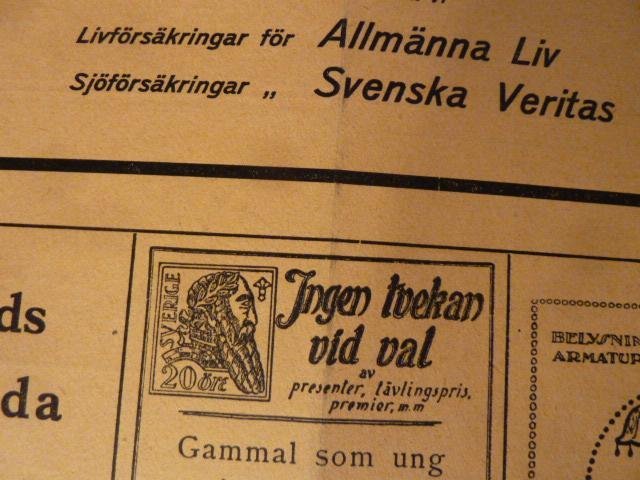 Livförsäkringar för Allmänna Liv
Sjöförsäkringar „ Svenska Veritas
ds
da
SVERIGE
20 öre
Ingen tvekan
vid val
av
presenter, tävlingspris,
premier, m.m
Gammal som ung
BELYSNIN
ARMATUR